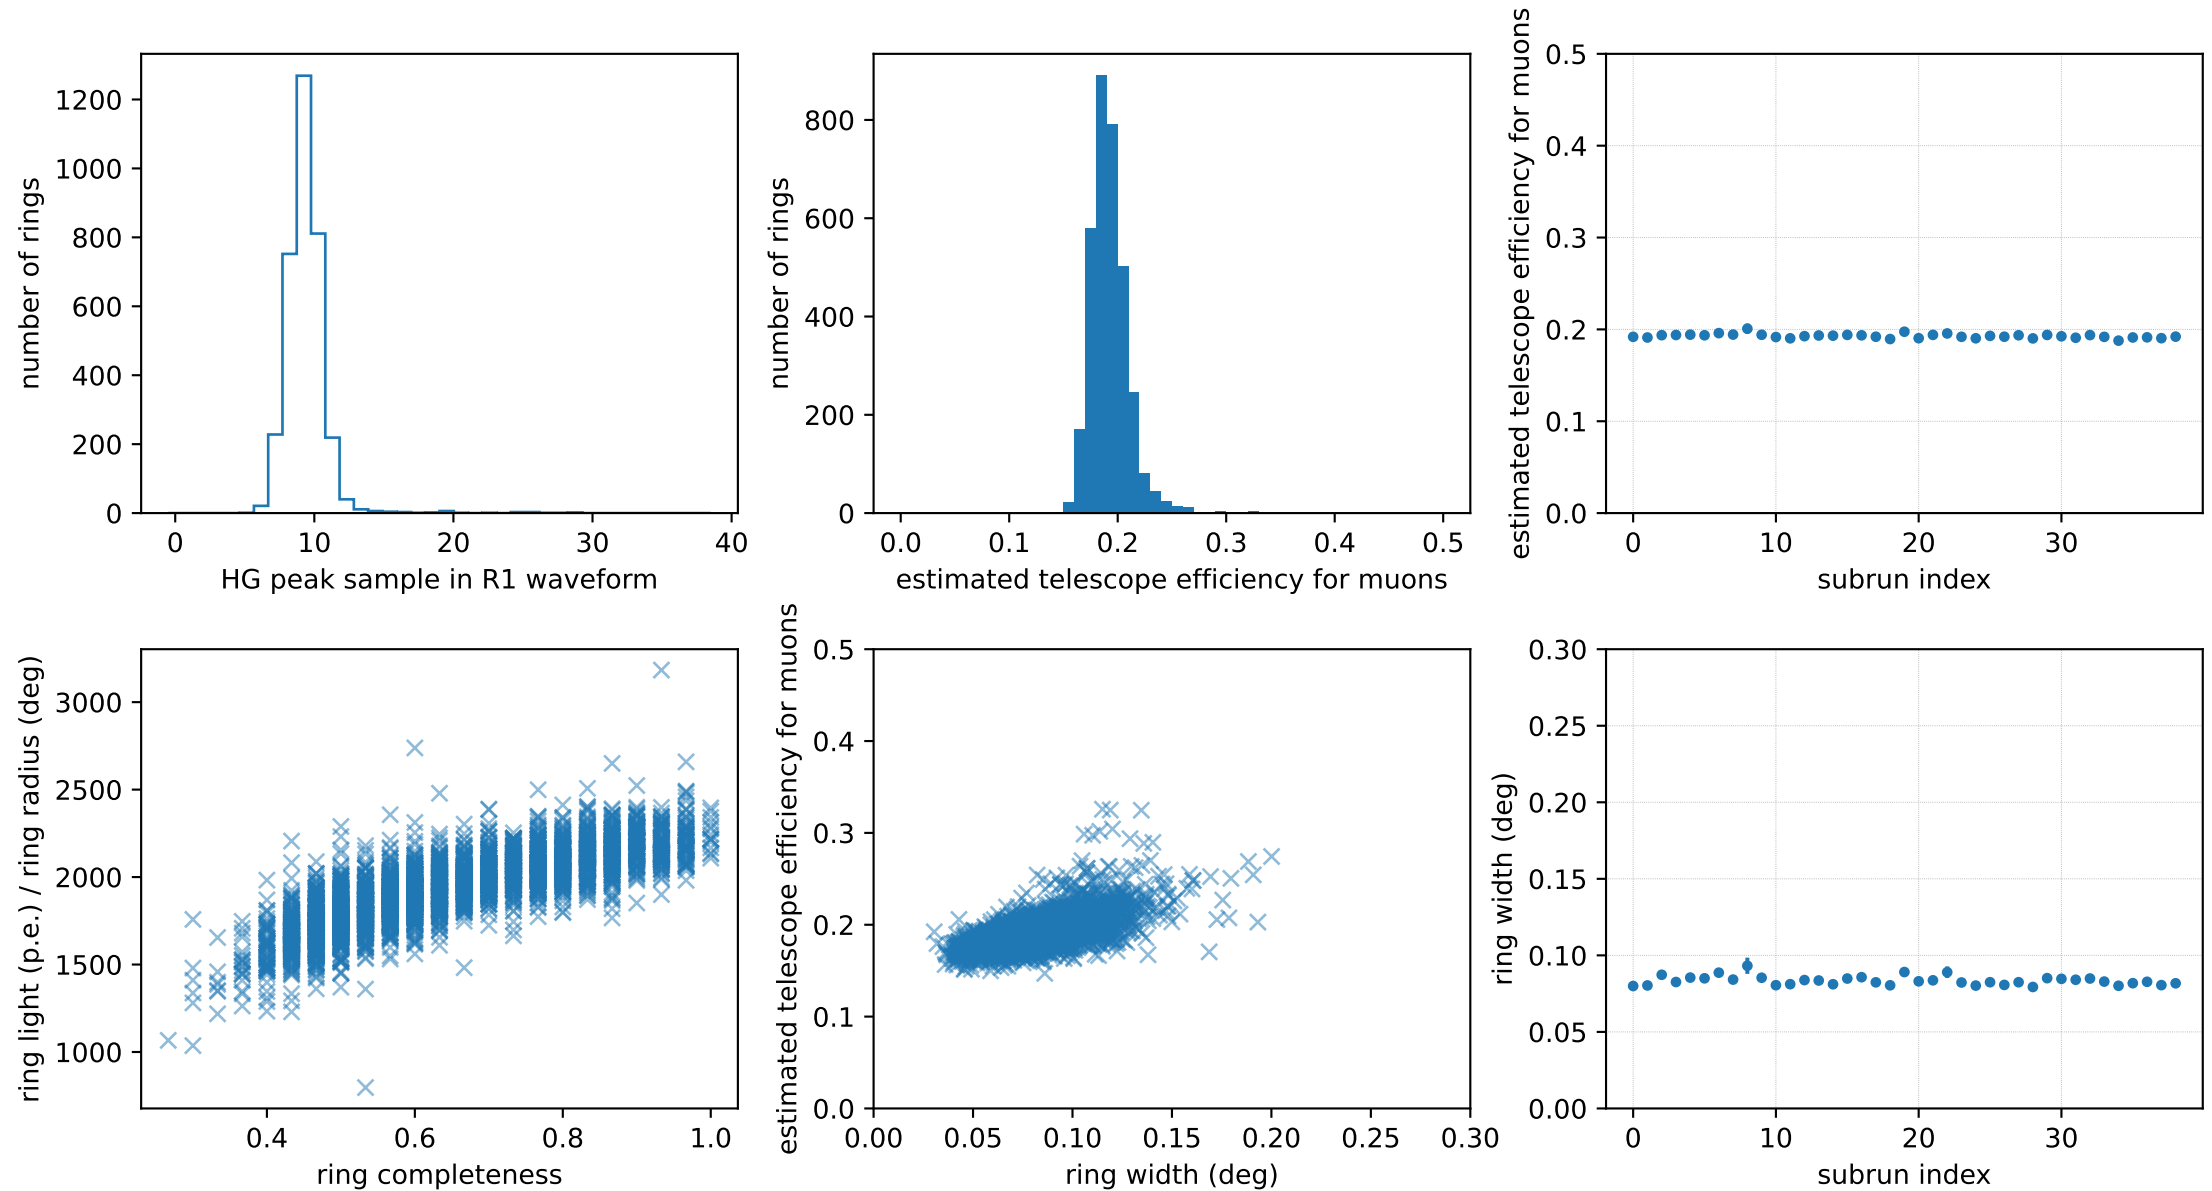 number of rings
1200
1000
800
600
400
200
0
0 10 20 30 40
HG peak sample in R1 waveform
number of rings
800
600
400
200
0
0.0 0.1 0.2 0.3 0.4 0.5
estimated telescope efficiency for muons
estimated telescope efficiency for muons
0.5
0.4
0.3
0.2
0.1
0.0
0 10 20 30
subrun index
ring light (p.e.) / ring radius (deg)
3000
2500
2000
1500
1000
0.4 0.6 0.8 1.0
ring completeness
estimated telescope efficiency for muons
0.5
0.4
0.3
0.2
0.1
0.0
0.00 0.05 0.10 0.15 0.20 0.25 0.30
ring width (deg)
ring width (deg)
0.30
0.25
0.20
0.15
0.10
0.05
0.00
0 10 20 30
subrun index